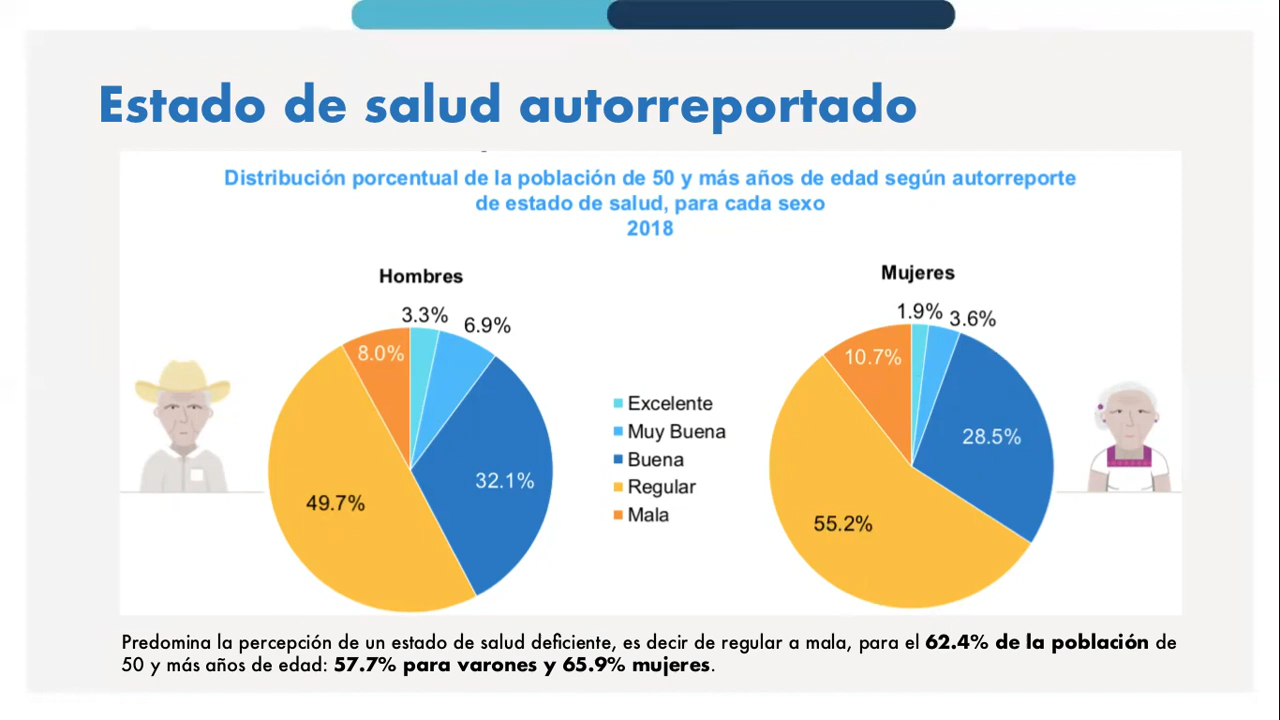 Estado de salud autorreportado
Distribución porcentual de la población de 50 y más años de edad según autorreporte
de estado de salud, para cada sexo
2018
Hombres
3.3%
6.9%
8.0%
32.1%
49.7%
Excelente
Muy Buena
Buena
Regular
Mala
Mujeres
1.9%
3.6%
10.7%
28.5%
55.2%
Predomina la percepción de un estado de salud deficiente, es decir de regular a mala, para el 62.4% de la población de
50 y más años de edad: 57.7% para varones y 65.9% mujeres.